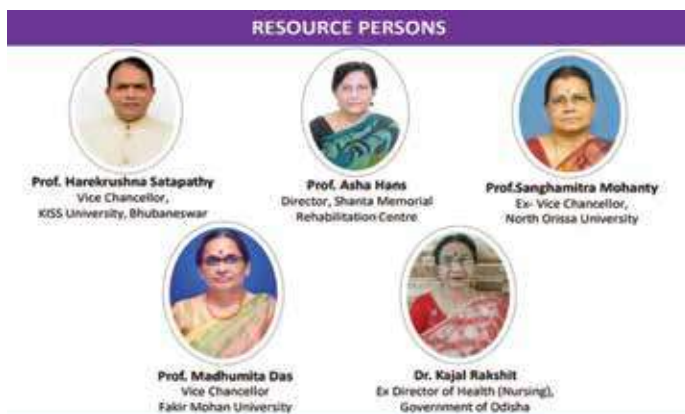 RESOURCE PERSONS
Prof. Harekrushna Satapathy
Vice Chancellor,
KISS University, Bhubaneswar
Prof. Asha Hans
Director, Shanta Memorial
Rehabilitation Centre
Prof.Sanghamitra Mohanty
Ex- Vice Chancellor,
North Orissa University
Prof. Madhumita Das
Vice Chancellor
Fakir Mohan University
Dr. Kajal Rakshit
Ex Director of Health (Nursing),
Government of Odisha